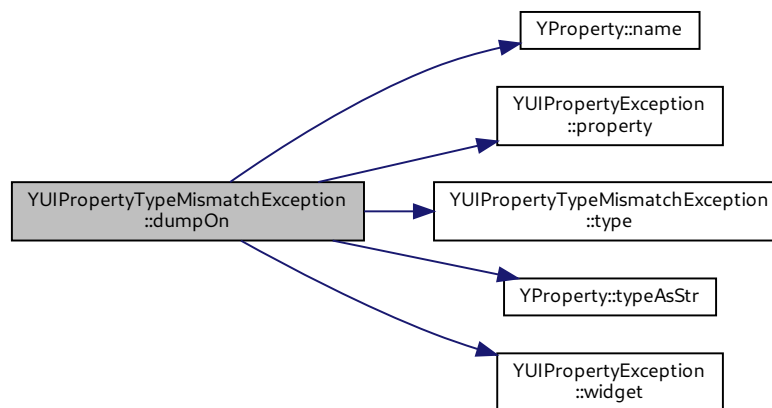 YProperty::name
YUIPropertyException
::property
YUIPropertyTypeMismatchException
::dumpOn
YUIPropertyTypeMismatchException
::type
YProperty::typeAsStr
YUIPropertyException
::widget